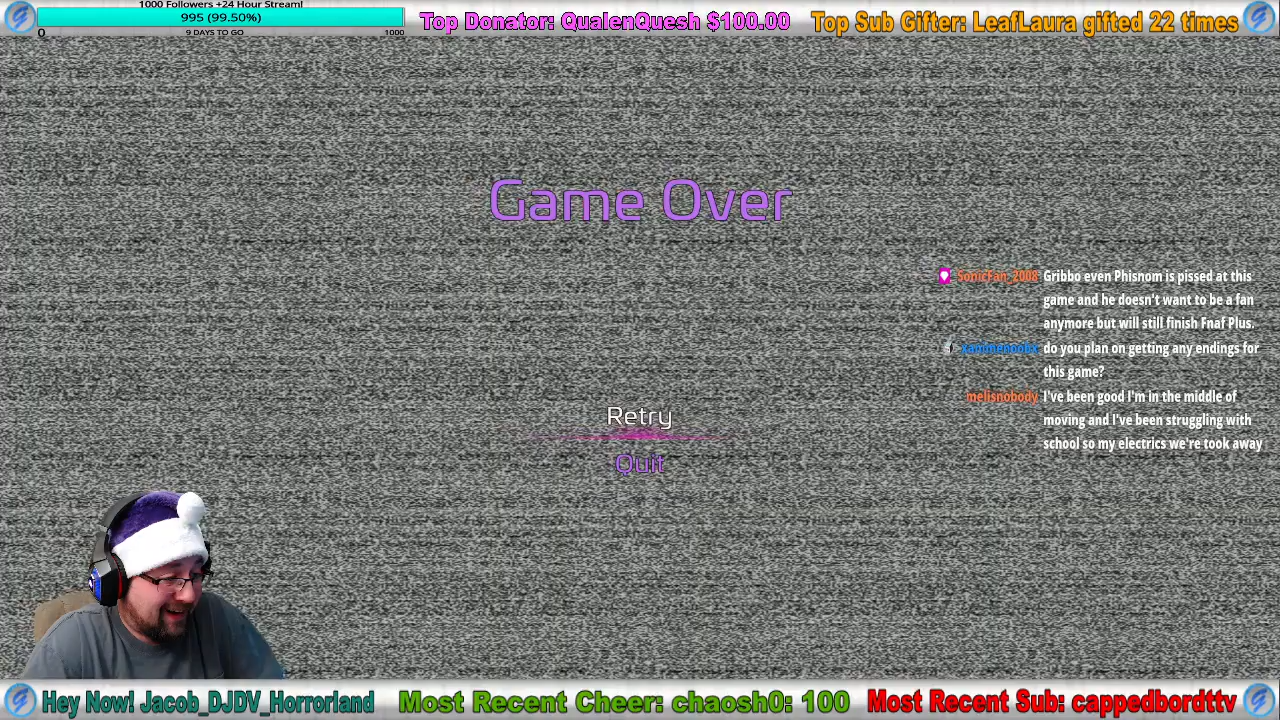 1000 Followers +24 Hour Stream!
995 (99.50%)
0 9 DAYS TO GO 1000
Top Donator: QualenQuesh $100.00
Top Sub Gifter: LeafLaura gifted 22 times
Game Over
SonicFan_2008 Gribbo even Phisnom is pissed at this
game and he doesn't want to be a fan
anymore but will still finish Fnaf Plus.
do you plan on getting any endings for
this game?
melisnobody I've been good I'm in the middle of
moving and I've been struggling with
school so my electrics we're took away
Retry
Quit
Hey Now! Jacob_DJDV_Horrorland
Most Recent Cheer: chaosh0: 100
Most Recent Sub: cappedbordttv